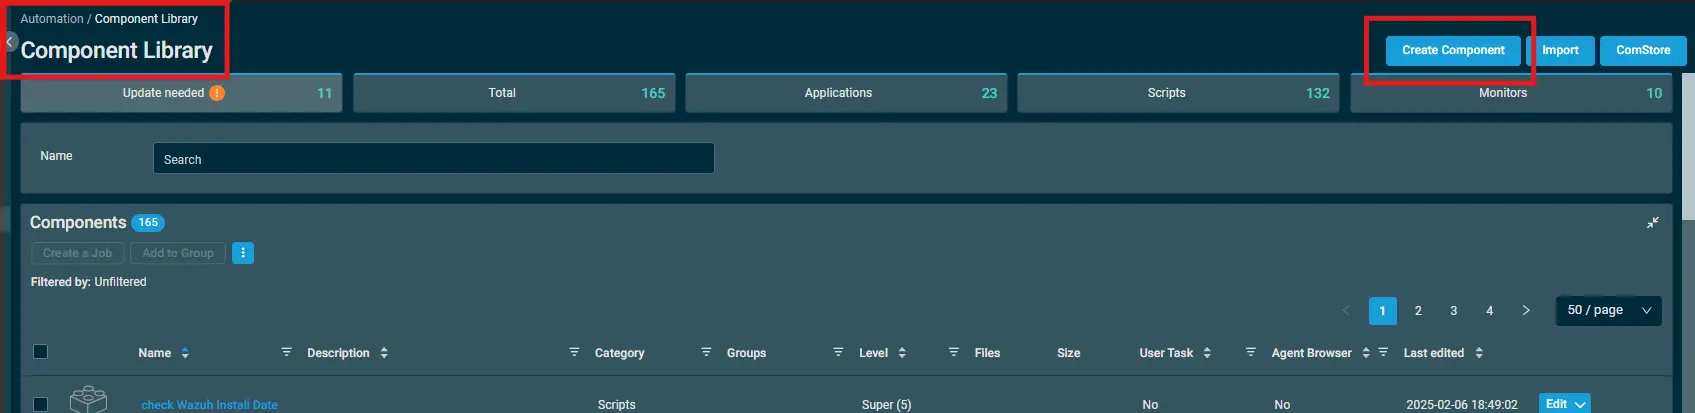 Automation / Component Library
Component Library
Create Component Import ComStore
Update needed ! 11 Total 165 Applications 23 Scripts 132 Monitors 10
Name Search
Components 165
Create a Job Add to Group
Filtered by: Unfiltered
1 2 3 4 50 / page
Name Description Category Groups Level Files Size User Task Agent Browser Last edited
check Wazuh Install Date Scripts Super (5) No No 2025-02-06 18:49:02 Edit